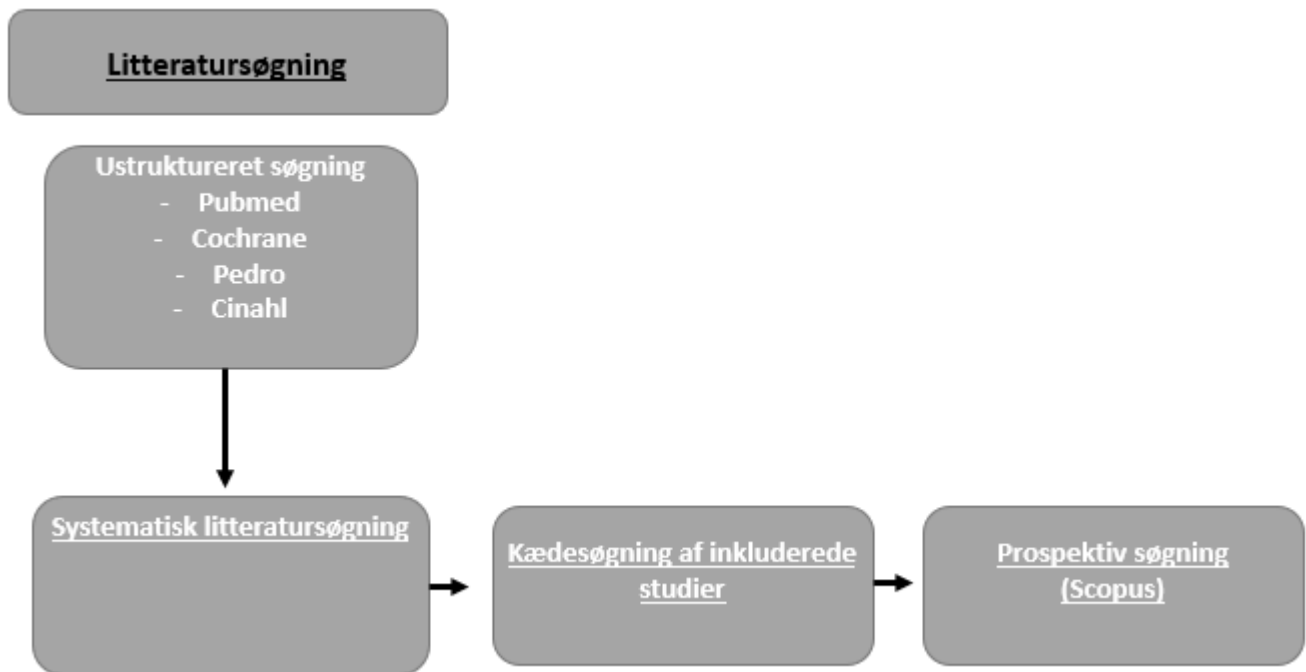 Litteratursøgning
Ustruktureret søgning
- Pubmed
- Cochrane
- Pedro
- Cinahl
Systematisk litteratursøgning
Kædesøgning af inkluderede
studier
Prospektiv søgning
(Scopus)